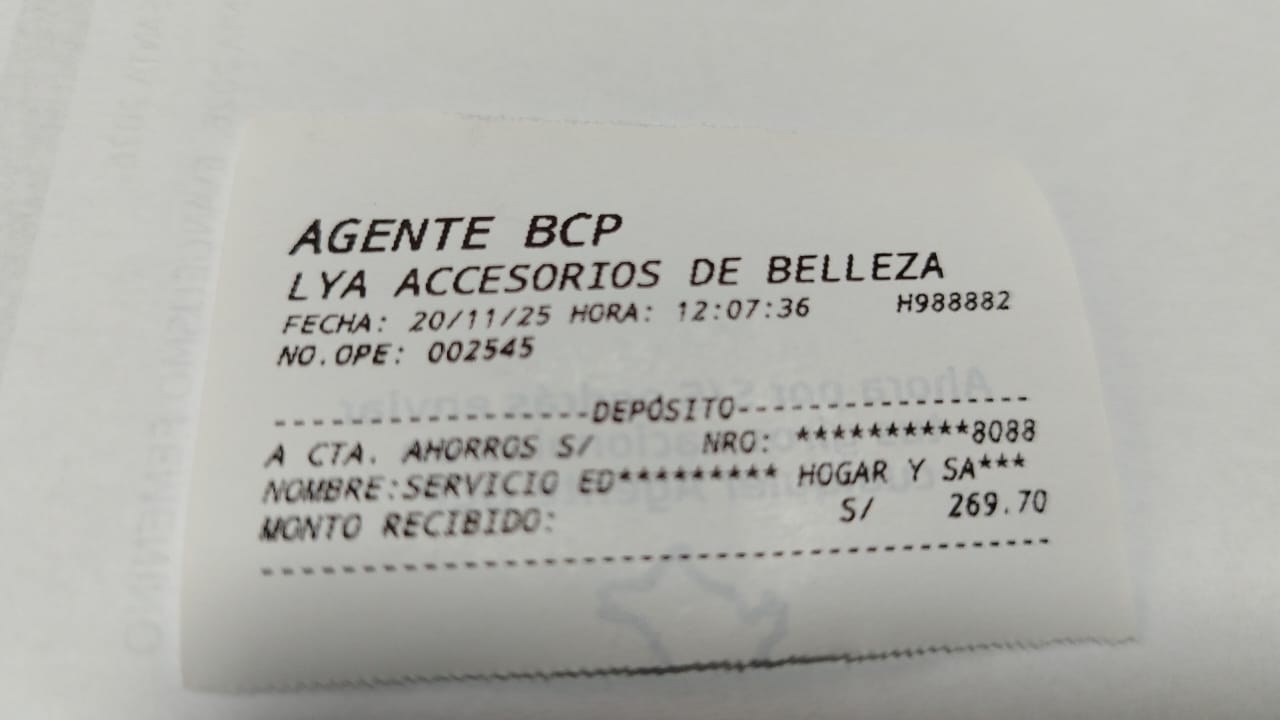 AGENTE BCP
LYA ACCESORIOS DE BELLEZA
FECHA: 20/11/25 HORA: 12:07:36 H988882
NO.OPE: 002545
----------------DEPÓSITO---------------
A CTA. AHORROS S/ NRO: **********8088
NOMBRE:SERVICIO ED********* HOGAR Y SA***
MONTO RECIBIDO: S/ 269.70
----------------------------------------